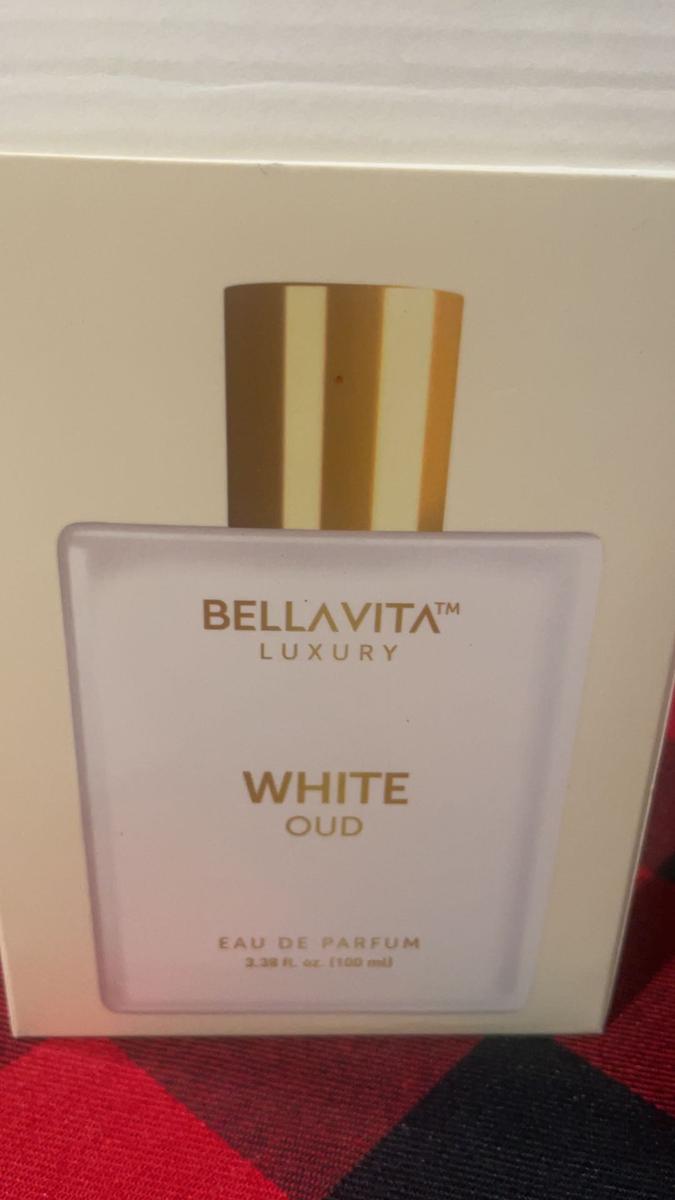 BELLAVITA™
LUXURY
WHITE
OUD
EAU DE PARFUM
3.38 fl. oz. (100 ml)